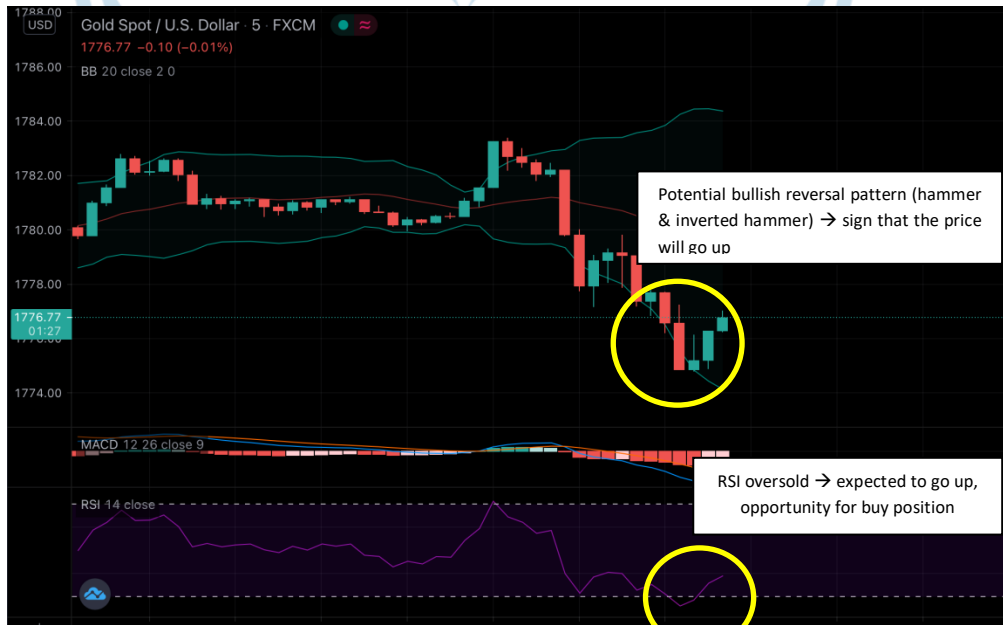 1788.00
USD
Gold Spot / U.S. Dollar · 5 · FXCM
1776.77 −0.10 (−0.01%)
1786.00
BB 20 close 2 0
1784.00
1782.00
Potential bullish reversal pattern (hammer
& inverted hammer) → sign that the price
will go up
1780.00
1778.00
1776.77
01:27
1776.00
1774.00
MACD 12 26 close 9
RSI oversold → expected to go up,
opportunity for buy position
RSI 14 close